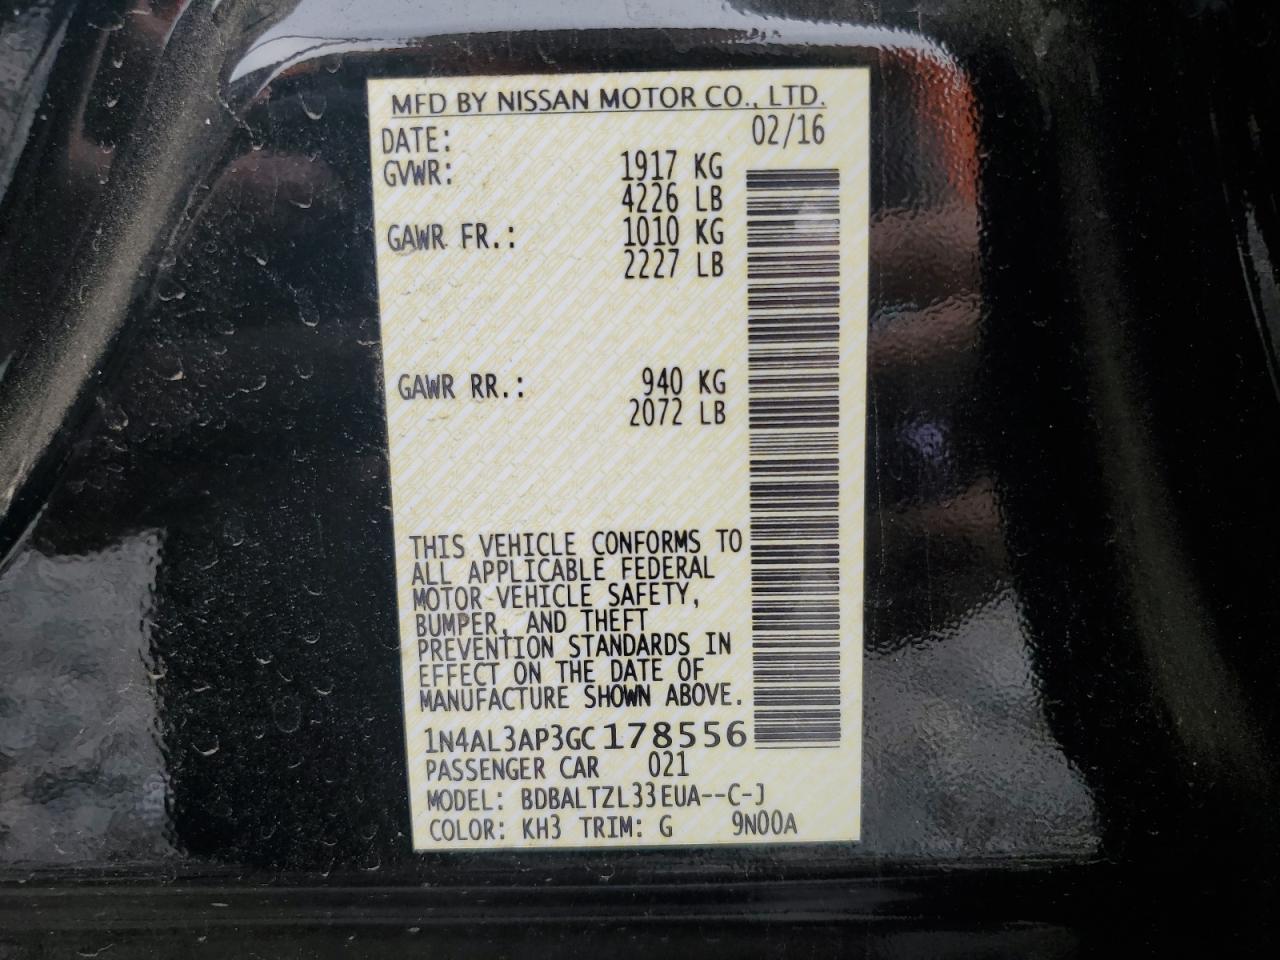 MFD BY NISSAN MOTOR CO., LTD.
DATE: 02/16
GVWR: 1917 KG
4226 LB
GAWR FR.: 1010 KG
2227 LB
GAWR RR.: 940 KG
2072 LB
THIS VEHICLE CONFORMS TO
ALL APPLICABLE FEDERAL
MOTOR VEHICLE SAFETY,
BUMPER, AND THEFT
PREVENTION STANDARDS IN
EFFECT ON THE DATE OF
MANUFACTURE SHOWN ABOVE.
1N4AL3AP3GC178556
PASSENGER CAR 021
MODEL: BDBALTZL33EUA--C-J
COLOR: KH3 TRIM: G 9N00A